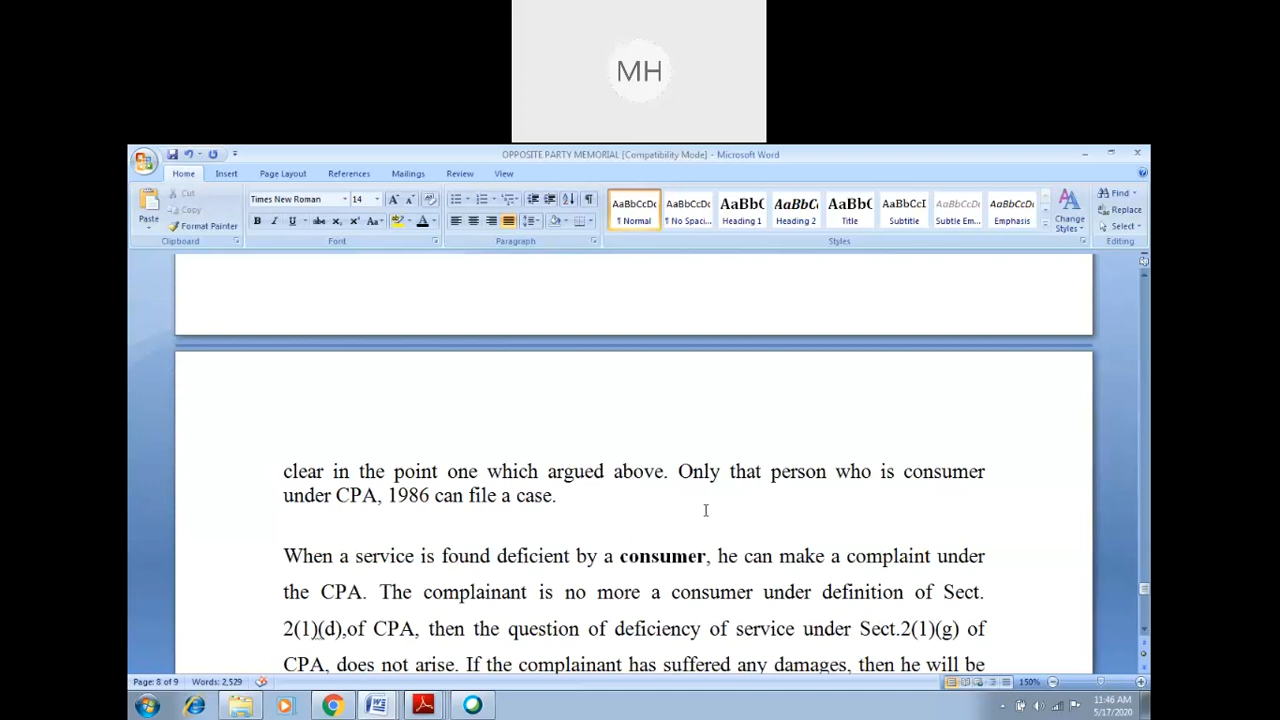 MH
OPPOSITE PARTY MEMORIAL [Compatibility Mode] - Microsoft Word
Home Insert Page Layout References Mailings Review View
Paste
Cut
Copy
Format Painter
Clipboard
Times New Roman 14
Font
Paragraph
AaBbCcDc AaBbCcDc AaBb( AaBbCc AaBb( AaBbCcI AaBbCcDc AaBbCcDc
¶ Normal ¶ No Spaci... Heading 1 Heading 2 Title Subtitle Subtle Em... Emphasis
Styles
Change Styles
Find
Replace
Select
Editing
clear in the point one which argued above. Only that person who is consumer
under CPA, 1986 can file a case.
When a service is found deficient by a consumer, he can make a complaint under
the CPA. The complainant is no more a consumer under definition of Sect.
2(1)(d),of CPA, then the question of deficiency of service under Sect.2(1)(g) of
CPA, does not arise. If the complainant has suffered any damages, then he will be
Page: 8 of 9 Words: 2,529 150%
11:46 AM
5/17/2020